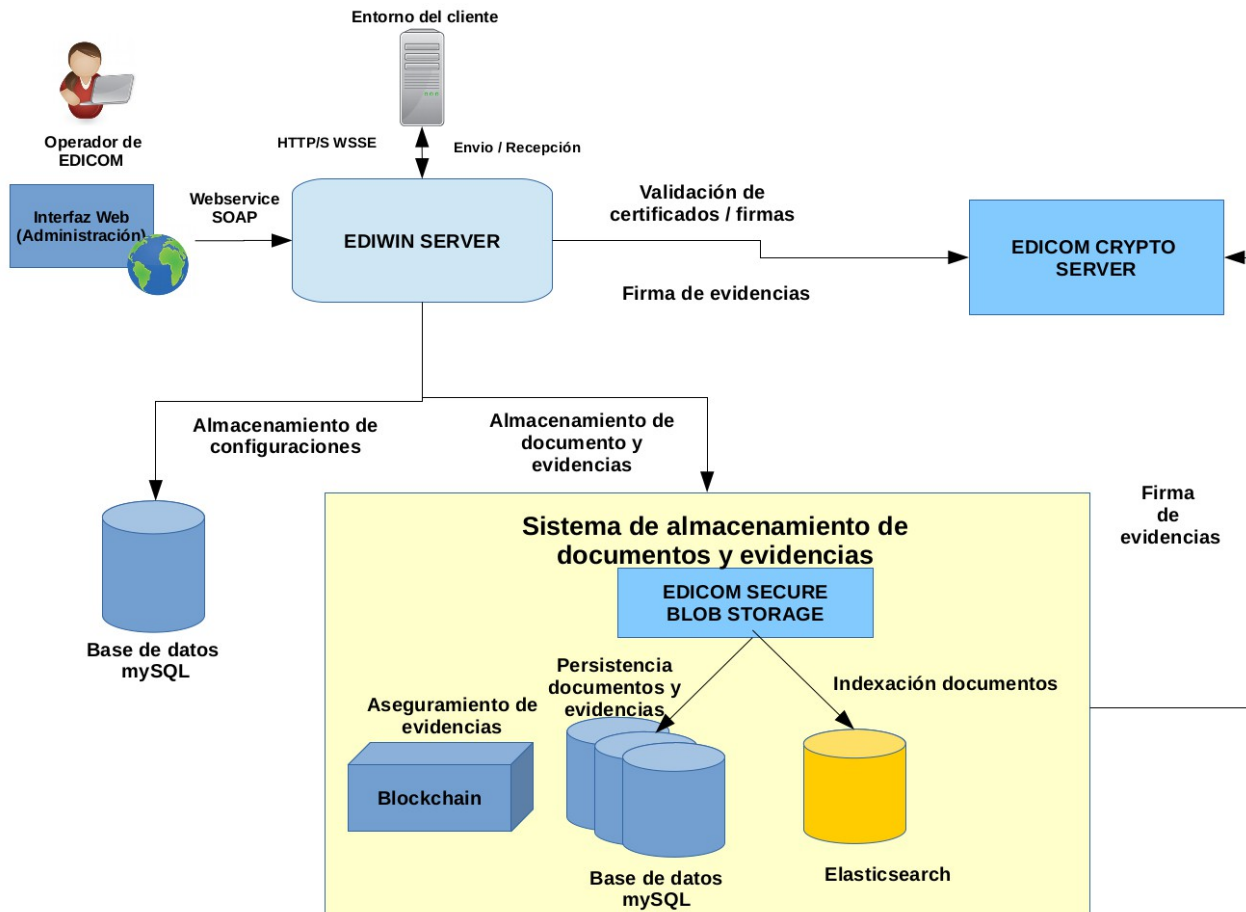 Entorno del cliente
Operador de
EDICOM
HTTP/S WSSE
Envio / Recepción
Interfaz Web
(Administración)
Webservice
SOAP
EDIWIN SERVER
Validación de
certificados / firmas
Firma de evidencias
EDICOM CRYPTO
SERVER
Almacenamiento de
configuraciones
Almacenamiento de
documento y
evidencias
Base de datos
mySQL
Firma
de
evidencias
Sistema de almacenamiento de
documentos y evidencias
EDICOM SECURE
BLOB STORAGE
Aseguramiento de
evidencias
Blockchain
Persistencia
documentos y
evidencias
Base de datos
mySQL
Indexación documentos
Elasticsearch